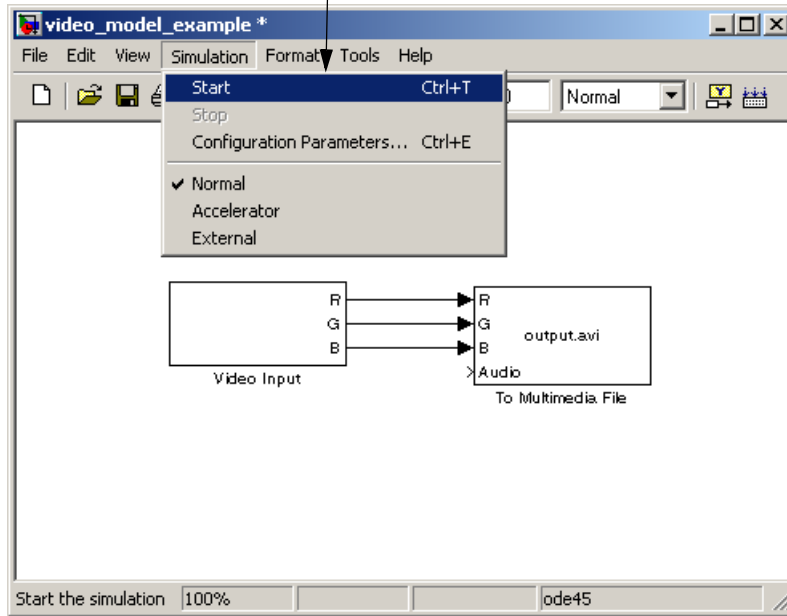 video_model_example *
File Edit View Simulation Format Tools Help
Start Ctrl+T
Normal
Stop
Configuration Parameters... Ctrl+E
Normal
Accelerator
External
R R
G G
output.avi
B B
Audio
Video Input
To Multimedia File
Start the simulation 100% ode45